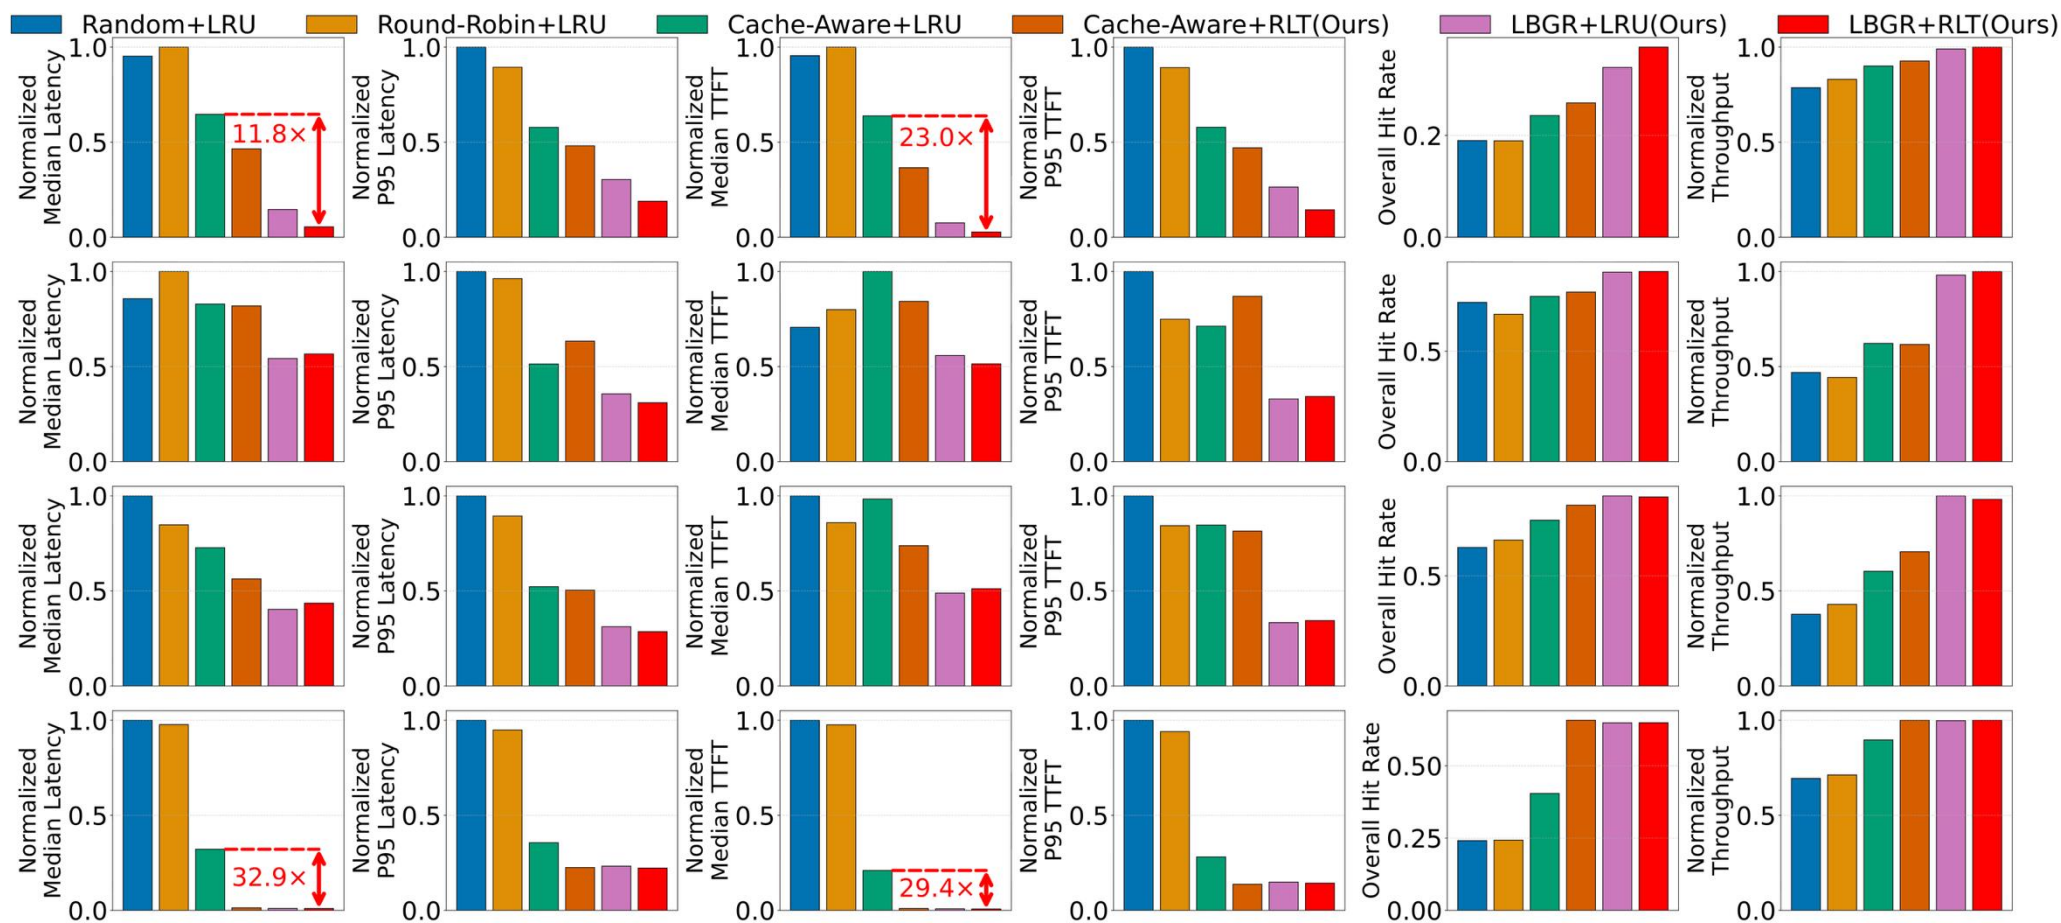 Random+LRU Round-Robin+LRU Cache-Aware+LRU Cache-Aware+RLT(Ours) LBGR+LRU(Ours) LBGR+RLT(Ours)
Normalized
Median Latency
1.0
0.5
0.0
11.8×
Normalized
P95 Latency
1.0
0.5
0.0
Normalized
Median TTFT
1.0
0.5
0.0
23.0×
Normalized
P95 TTFT
1.0
0.5
0.0
Overall Hit Rate
0.2
0.0
Normalized
Throughput
1.0
0.5
0.0
Normalized
Median Latency
1.0
0.5
0.0
Normalized
P95 Latency
1.0
0.5
0.0
Normalized
Median TTFT
1.0
0.5
0.0
Normalized
P95 TTFT
1.0
0.5
0.0
Overall Hit Rate
0.5
0.0
Normalized
Throughput
1.0
0.5
0.0
Normalized
Median Latency
1.0
0.5
0.0
Normalized
P95 Latency
1.0
0.5
0.0
Normalized
Median TTFT
1.0
0.5
0.0
Normalized
P95 TTFT
1.0
0.5
0.0
Overall Hit Rate
0.5
0.0
Normalized
Throughput
1.0
0.5
0.0
Normalized
Median Latency
1.0
0.5
0.0
32.9×
Normalized
P95 Latency
1.0
0.5
0.0
Normalized
Median TTFT
1.0
0.5
0.0
29.4×
Normalized
P95 TTFT
1.0
0.5
0.0
Overall Hit Rate
0.50
0.25
0.00
Normalized
Throughput
1.0
0.5
0.0